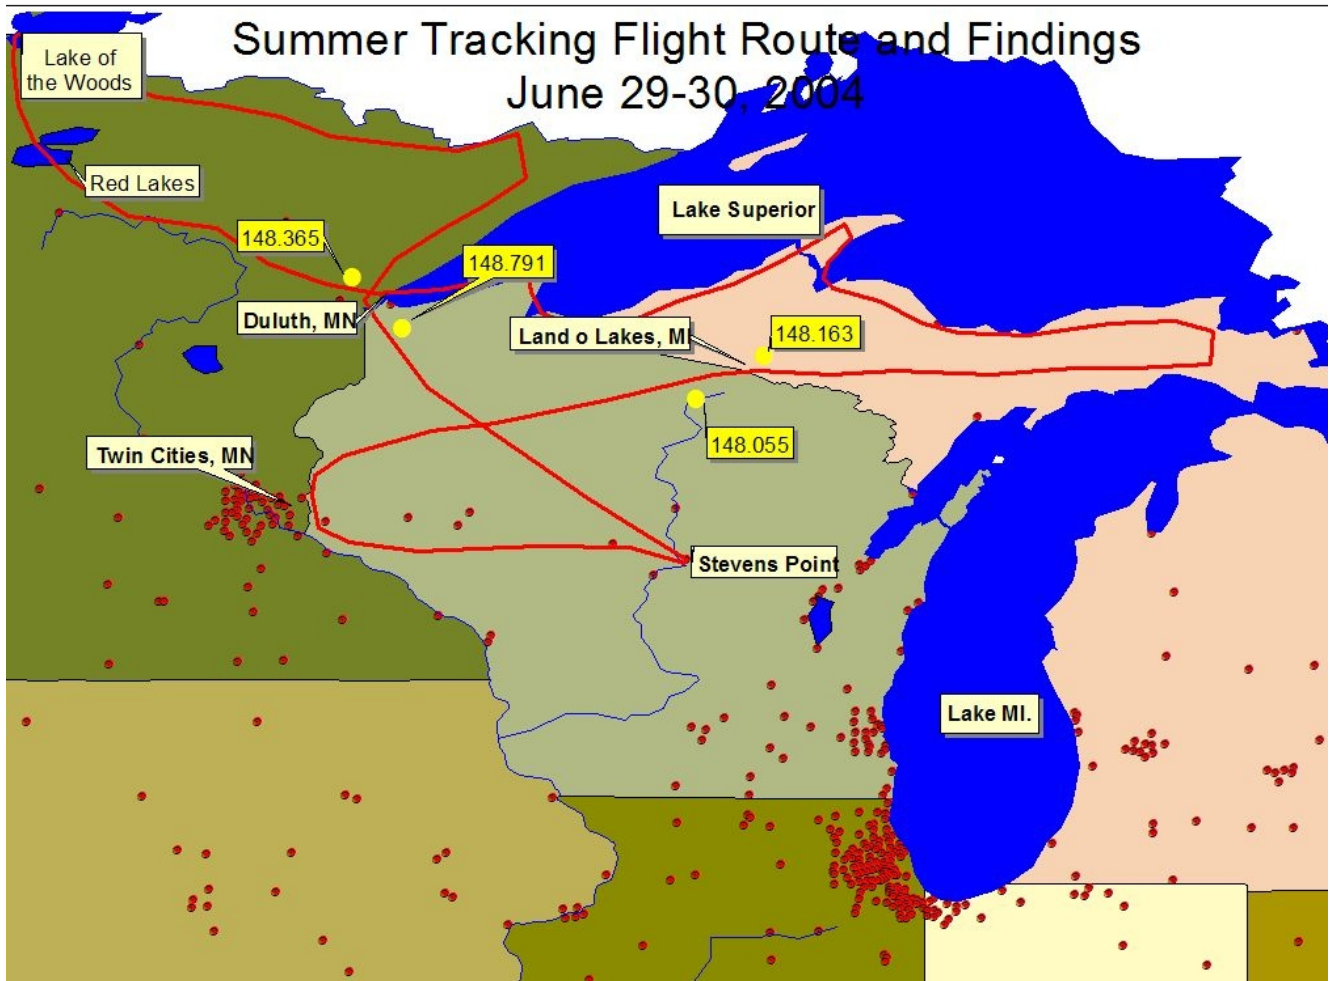 Summer Tracking Flight Route and Findings
June 29-30, 2004
Lake of
the Woods
Red Lakes
Lake Superior
148.365
148.791
Duluth, MN
Land o Lakes, MI
148.163
148.055
Twin Cities, MN
Stevens Point
Lake MI.